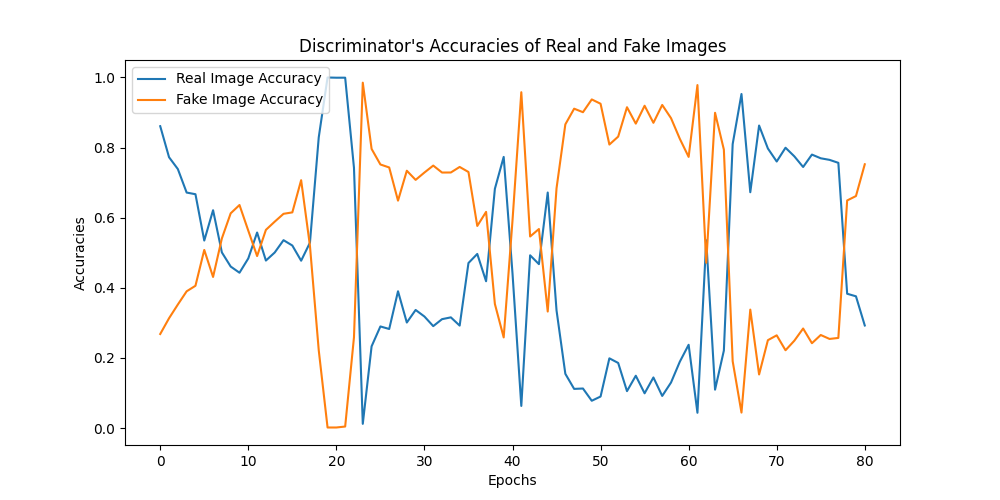 Discriminator's Accuracies of Real and Fake Images
Real Image Accuracy
Fake Image Accuracy
Accuracies
1.0
0.8
0.6
0.4
0.2
0.0
0 10 20 30 40 50 60 70 80
Epochs